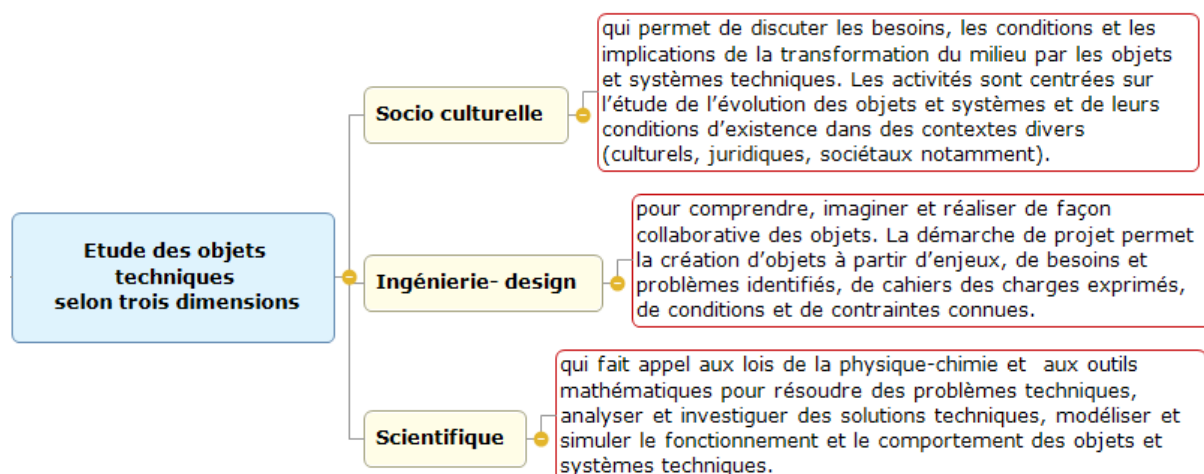 Etude des objets
techniques
selon trois dimensions
Socio culturelle
qui permet de discuter les besoins, les conditions et les
implications de la transformation du milieu par les objets
et systèmes techniques. Les activités sont centrées sur
l’étude de l’évolution des objets et systèmes et de leurs
conditions d’existence dans des contextes divers
(culturels, juridiques, sociétaux notamment).
Ingénierie- design
pour comprendre, imaginer et réaliser de façon
collaborative des objets. La démarche de projet permet
la création d’objets à partir d’enjeux, de besoins et
problèmes identifiés, de cahiers des charges exprimés,
de conditions et de contraintes connues.
Scientifique
qui fait appel aux lois de la physique-chimie et  aux outils
mathématiques pour résoudre des problèmes techniques,
analyser et investiguer des solutions techniques, modéliser et
simuler le fonctionnement et le comportement des objets et
systèmes techniques.